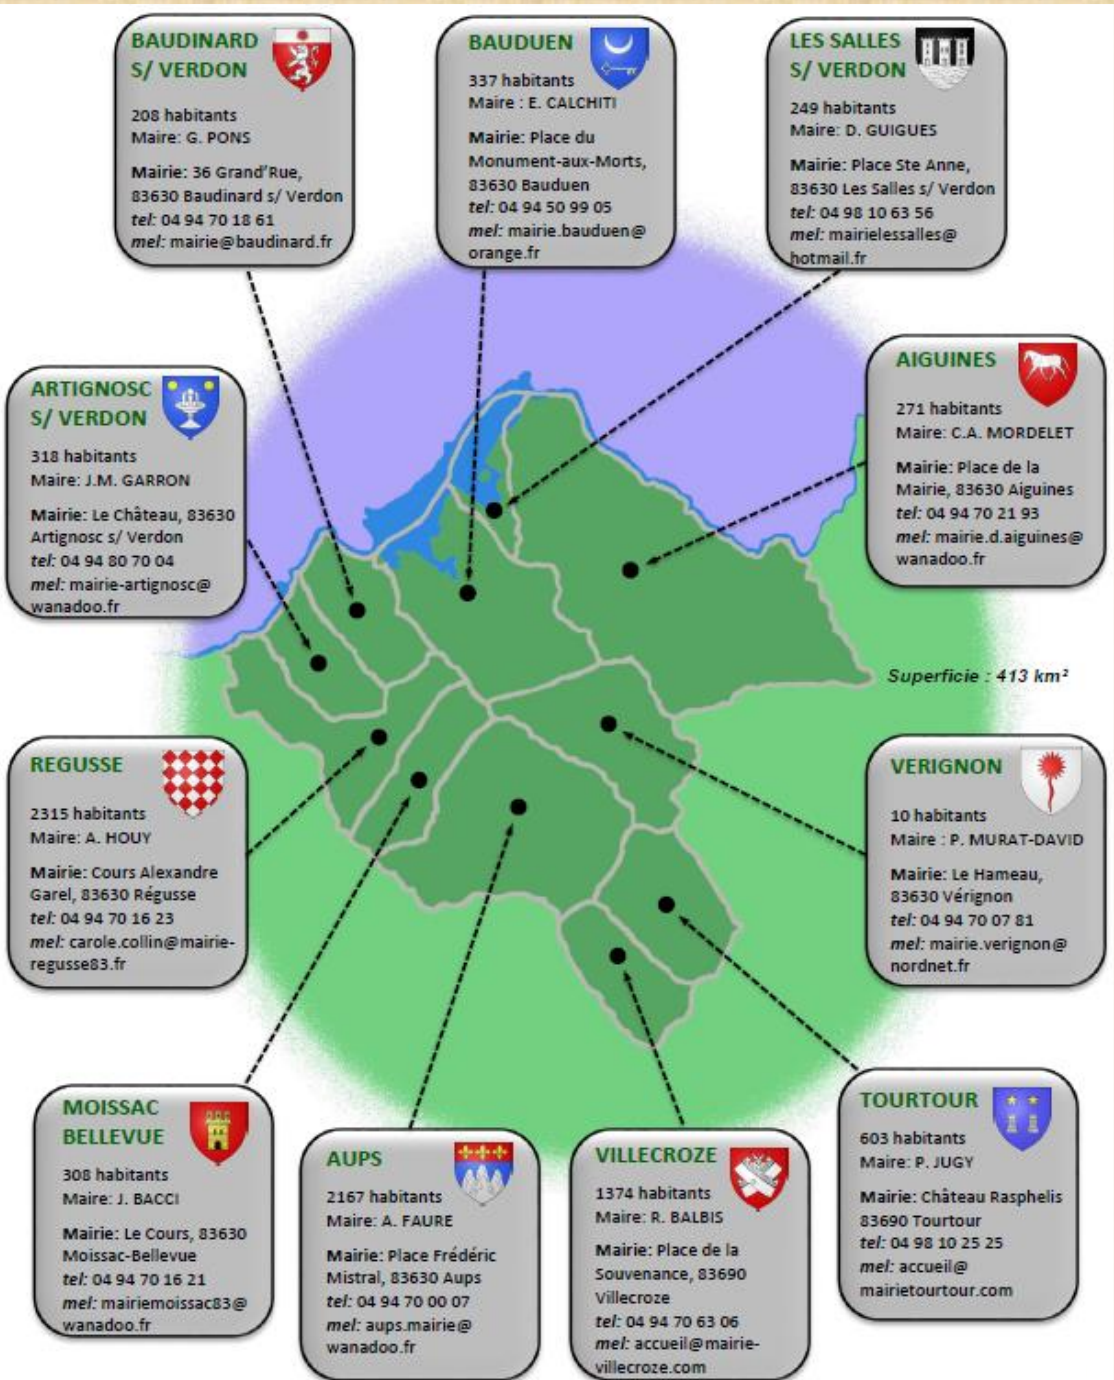 BAUDINARD
S/ VERDON
208 habitants
Maire: G. PONS
Mairie: 36 Grand'Rue,
83630 Baudinard s/ Verdon
tel: 04 94 70 18 61
mel: mairie@baudinard.fr
BAUDUEN
337 habitants
Maire : E. CALCHITI
Mairie: Place du
Monument-aux-Morts,
83630 Bauduen
tel: 04 94 50 99 05
mel: mairie.bauduen@
orange.fr
LES SALLES
S/ VERDON
249 habitants
Maire: D. GUIGUES
Mairie: Place Ste Anne,
83630 Les Salles s/ Verdon
tel: 04 98 10 63 56
mel: mairielessalles@
hotmail.fr
ARTIGNOSC
S/ VERDON
318 habitants
Maire: J.M. GARRON
Mairie: Le Château, 83630
Artignosc s/ Verdon
tel: 04 94 80 70 04
mel: mairie-artignosc@
wanadoo.fr
AIGUINES
271 habitants
Maire: C.A. MORDELET
Mairie: Place de la
Mairie, 83630 Aiguines
tel: 04 94 70 21 93
mel: mairie.d.aiguines@
wanadoo.fr
Superficie : 413 km²
REGUSSE
2315 habitants
Maire: A. HOUY
Mairie: Cours Alexandre
Garel, 83630 Régusse
tel: 04 94 70 16 23
mel: carole.collin@mairie-
regusse83.fr
VERIGNON
10 habitants
Maire : P. MURAT-DAVID
Mairie: Le Hameau,
83630 Vérignon
tel: 04 94 70 07 81
mel: mairie.verignon@
nordnet.fr
MOISSAC
BELLEVUE
308 habitants
Maire: J. BACCI
Mairie: Le Cours, 83630
Moissac-Bellevue
tel: 04 94 70 16 21
mel: mairiemoissac83@
wanadoo.fr
AUPS
2167 habitants
Maire: A. FAURE
Mairie: Place Frédéric
Mistral, 83630 Aups
tel: 04 94 70 00 07
mel: aups.mairie@
wanadoo.fr
VILLECROZE
1374 habitants
Maire: R. BALBIS
Mairie: Place de la
Souvenance, 83690
Villecroze
tel: 04 94 70 63 06
mel: accueil@mairie-
villecroze.com
TOURTOUR
603 habitants
Maire: P. JUGY
Mairie: Château Rasphelis
83690 Tourtour
tel: 04 98 10 25 25
mel: accueil@
mairietourtour.com